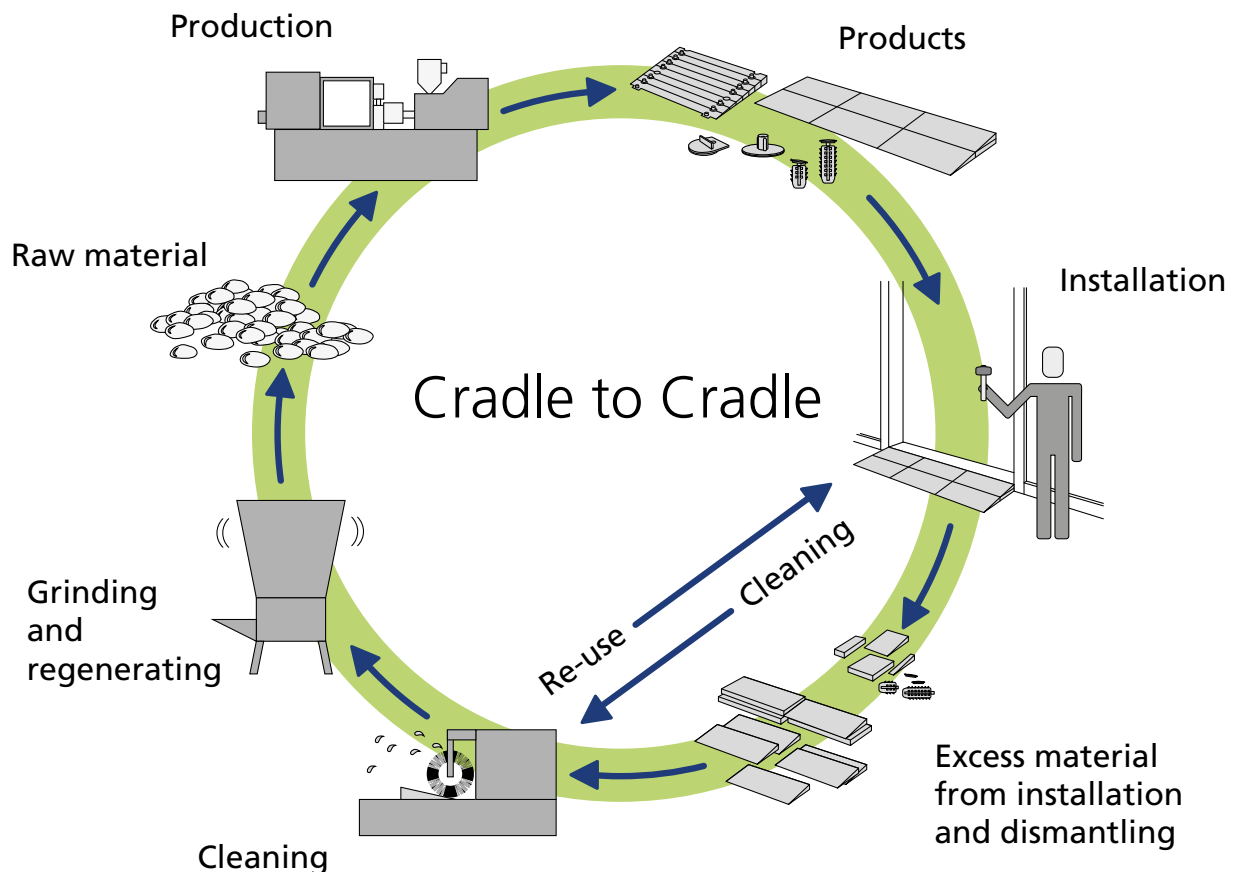 Production
Products
Raw material
Installation
Cradle to Cradle
Re-use
Cleaning
Grinding
and
regenerating
Excess material
from installation
and dismantling
Cleaning